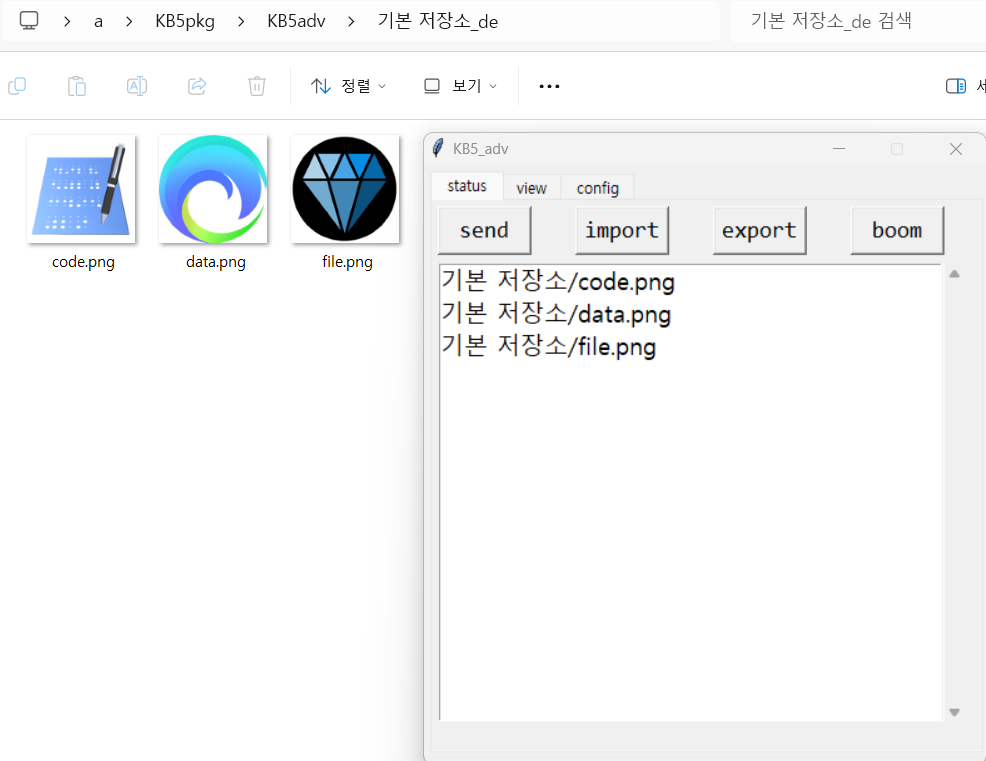 a > KB5pkg > KB5adv > 기본 저장소_de
기본 저장소_de 검색
정렬
보기
code.png
data.png
file.png
KB5_adv
status
view
config
send
import
export
boom
기본 저장소/code.png
기본 저장소/data.png
기본 저장소/file.png